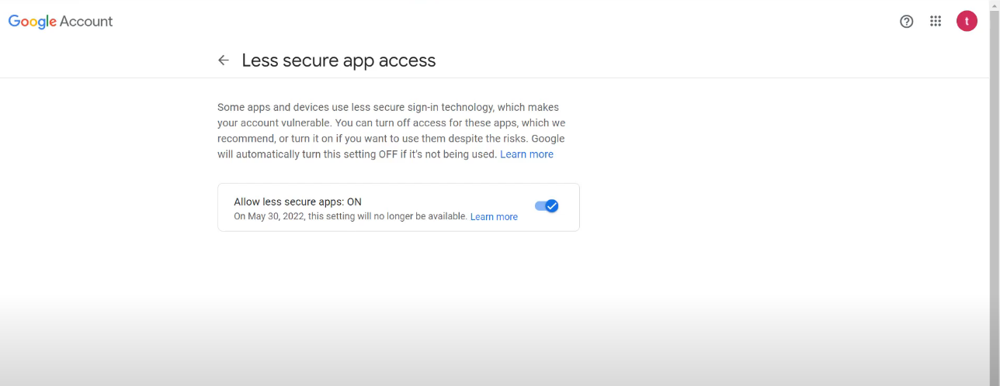 Google Account
t
Less secure app access
Some apps and devices use less secure sign-in technology, which makes
your account vulnerable. You can turn off access for these apps, which we
recommend, or turn it on if you want to use them despite the risks. Google
will automatically turn this setting OFF if it's not being used. Learn more
Allow less secure apps: ON
On May 30, 2022, this setting will no longer be available. Learn more